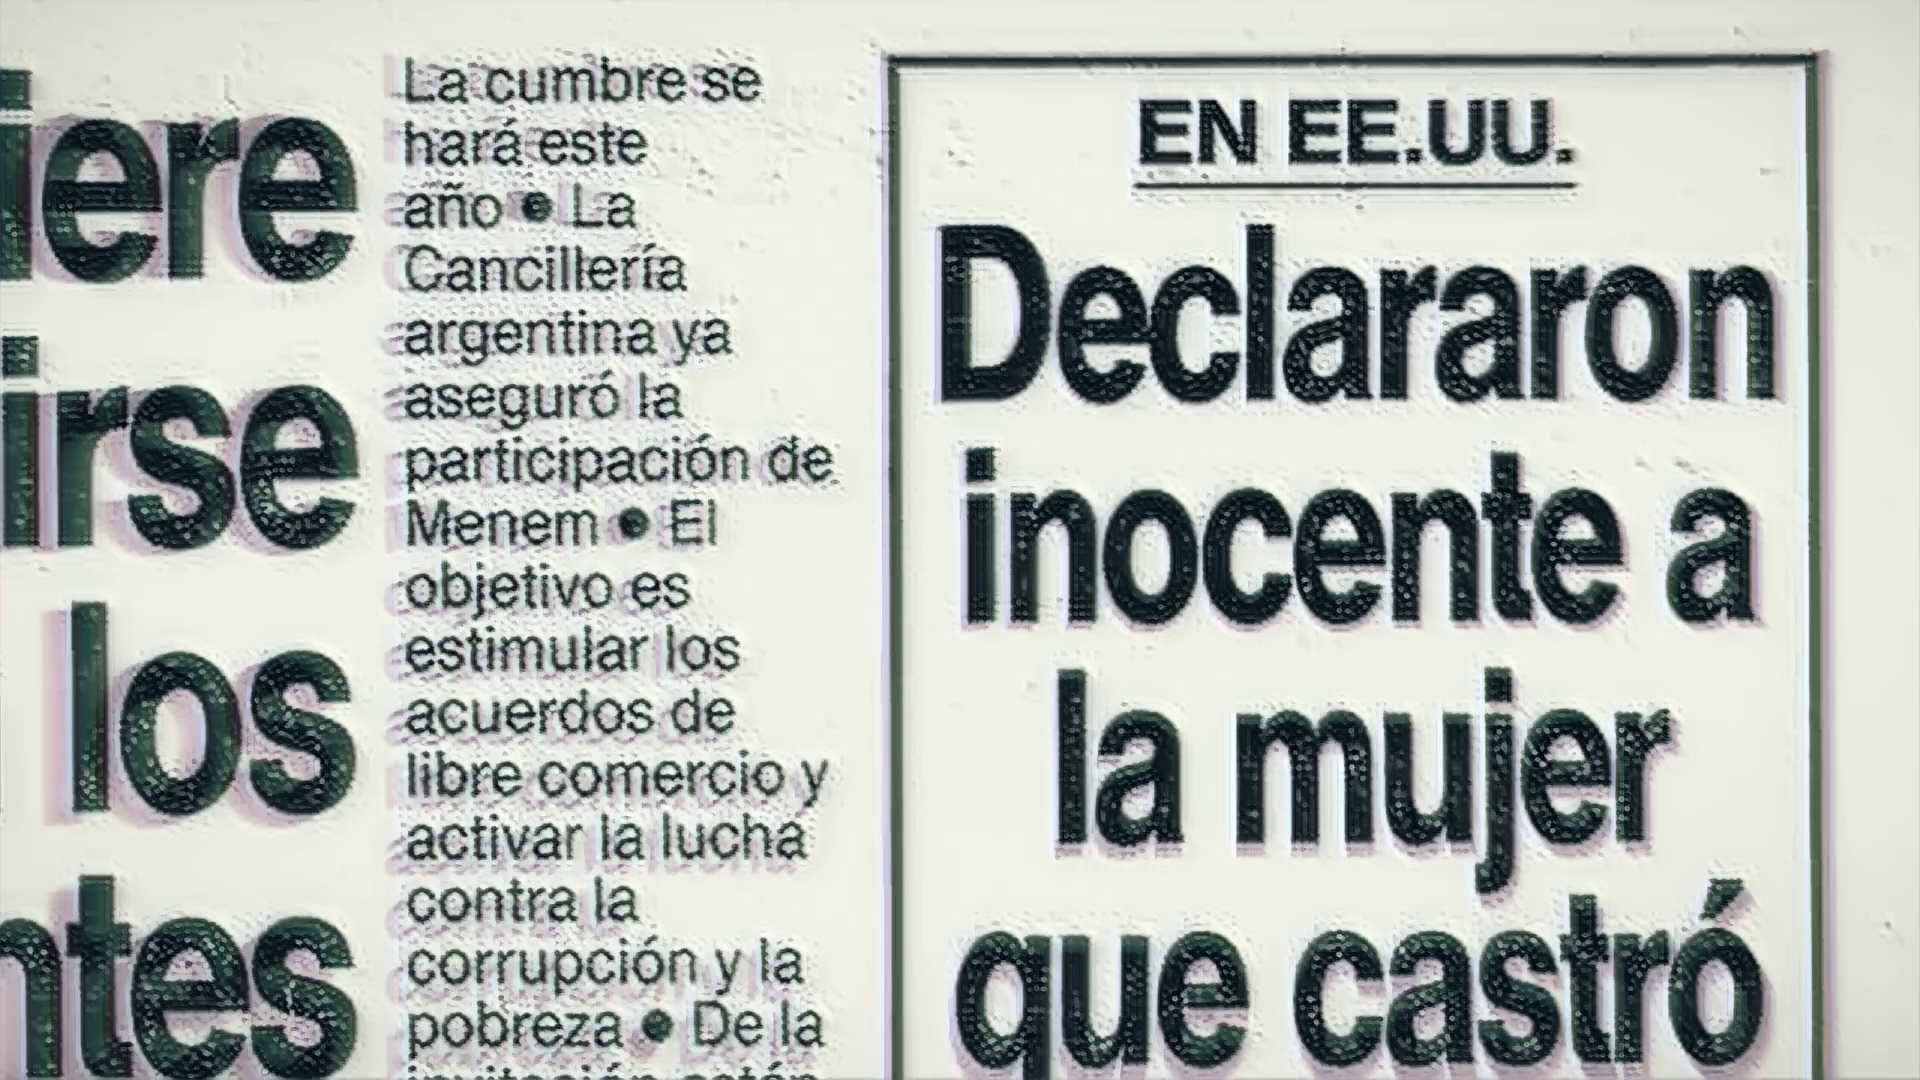 iere
irse
los
ntes
La cumbre se
hará este
año • La
Cancillería
argentina ya
aseguró la
participación de
Menem • El
objetivo es
estimular los
acuerdos de
libre comercio y
activar la lucha
contra la
corrupción y la
pobreza • De la
EN EE.UU.
Declararon
inocente a
la mujer
que castró